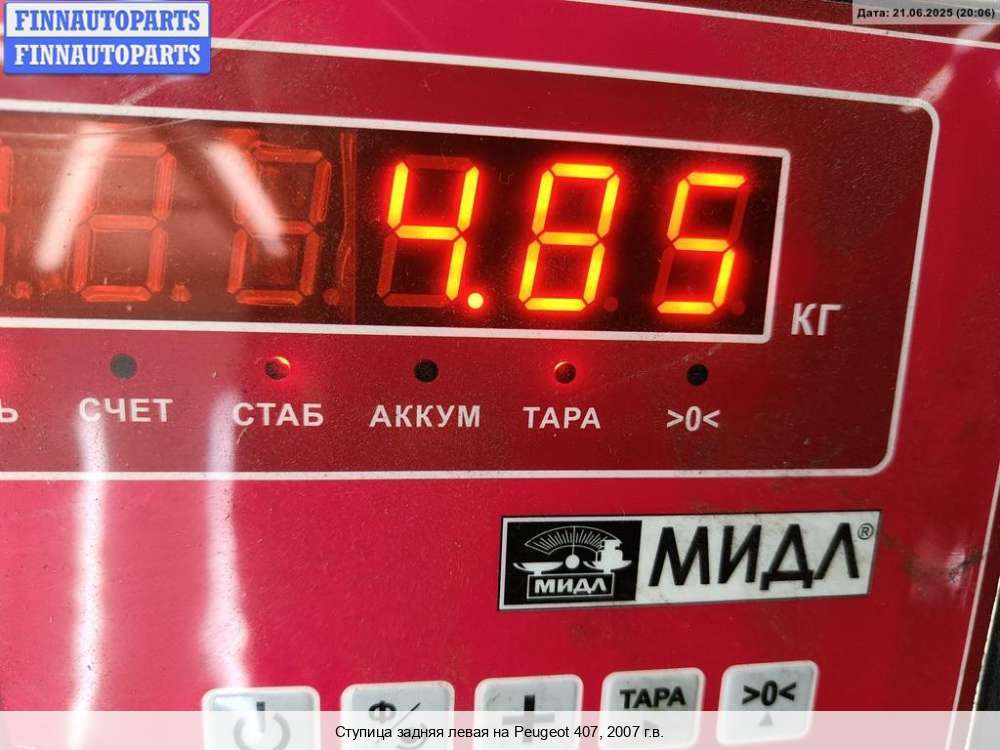 FINNAUTOPARTS
FINNAUTOPARTS
Дата: 21.06.2025 (20:06)
4.85
КГ
Ь СЧЕТ СТАБ АККУМ ТАРА >0<
МИДЛ
МИДЛ®
ТАРА >0<
Ступица задняя левая на Peugeot 407, 2007 г.в.